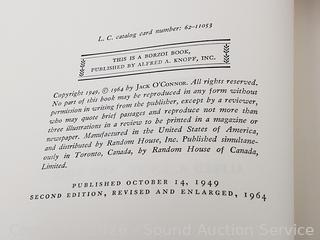 L. C. catalog card number: 62-11053
THIS IS A BORZOI BOOK,
PUBLISHED BY ALFRED A. KNOPF, INC.
Copyright 1949, © 1964 by Jack O'Connor. All rights reserved.
No part of this book may be reproduced in any form without
permission in writing from the publisher, except by a reviewer,
who may quote brief passages and reproduce not more than
three illustrations in a review to be printed in a magazine or
newspaper. Manufactured in the United States of America,
and distributed by Random House, Inc. Published simultane-
ously in Toronto, Canada, by Random House of Canada,
Limited.
PUBLISHED OCTOBER 14, 1949
SECOND EDITION, REVISED AND ENLARGED, 1964
Sound Auction Service